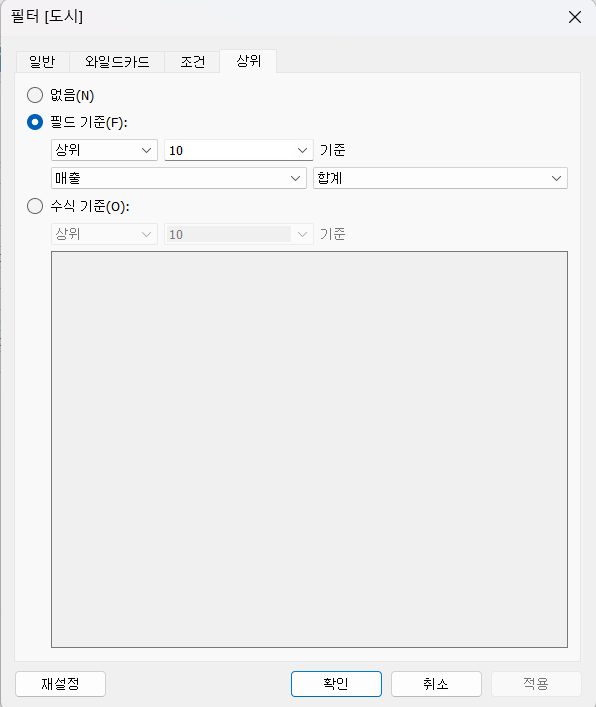 필터 [도시]
일반 와일드카드 조건 상위
없음(N)
필드 기준(F):
상위 10 기준
매출 합계
수식 기준(O):
상위 10 기준
재설정 확인 취소 적용